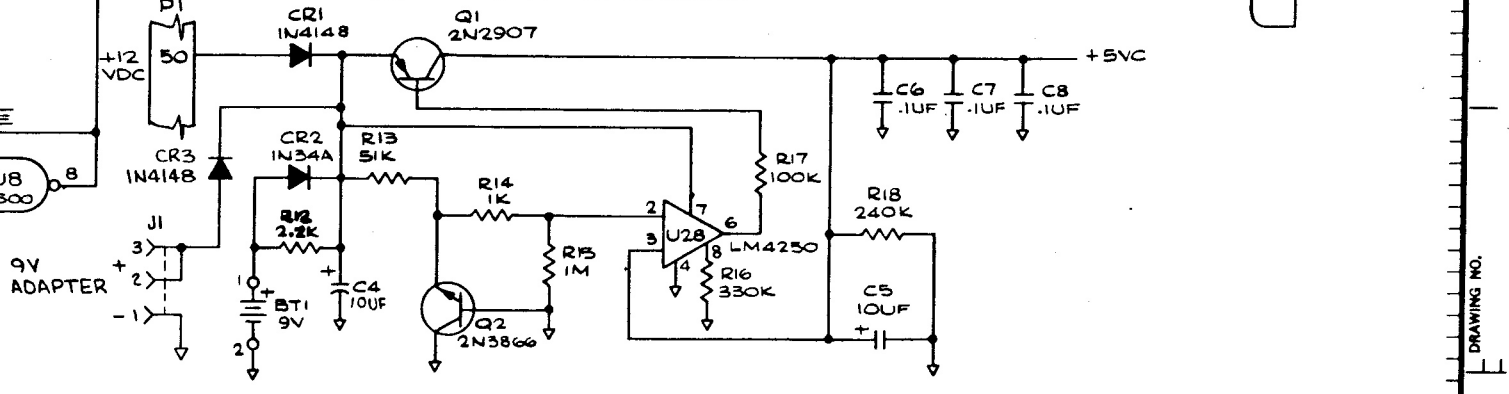 P1
CR1
1N4148
Q1
2N2907
+12
VDC
50
+5VC
C6
.1UF
C7
.1UF
C8
.1UF
CR3
1N4148
CR2
1N34A
R13
51K
R14
1K
R17
100K
R18
240K
U8
300
8
J1
3
+
2
- 1
9V
ADAPTER
R12
2.2K
1
+
BT1
9V
2
+
C4
10UF
R15
1M
Q2
2N3866
2
3
7
6
U28
4
8
LM4250
R16
330K
C5
10UF
+
DRAWING NO.